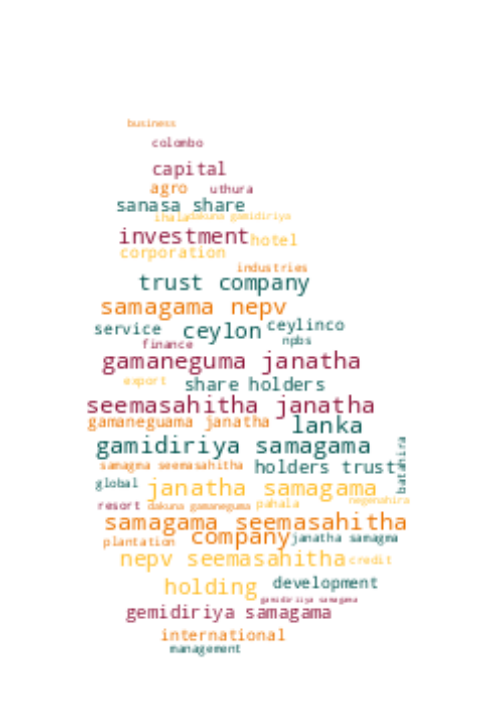 business
colombo
capital
agro uthura
sanasa share
ihala dakuna gamidiriya
investment hotel
corporation
industries
trust company
samagama nepv
service ceylon ceylinco
finance npbs
gamaneguma janatha
export share holders
seemasahitha janatha
gamaneguama janatha lanka
gamidiriya samagama batahira
samagma seemasahitha holders trust
global janatha samagama
resort dakuna gamaneguma pahala negenahira
samagama seemasahitha
plantation company janatha samagma
nepv seemasahitha credit
holding development
gamidiriiya samagama
gemidiriya samagama
international
management